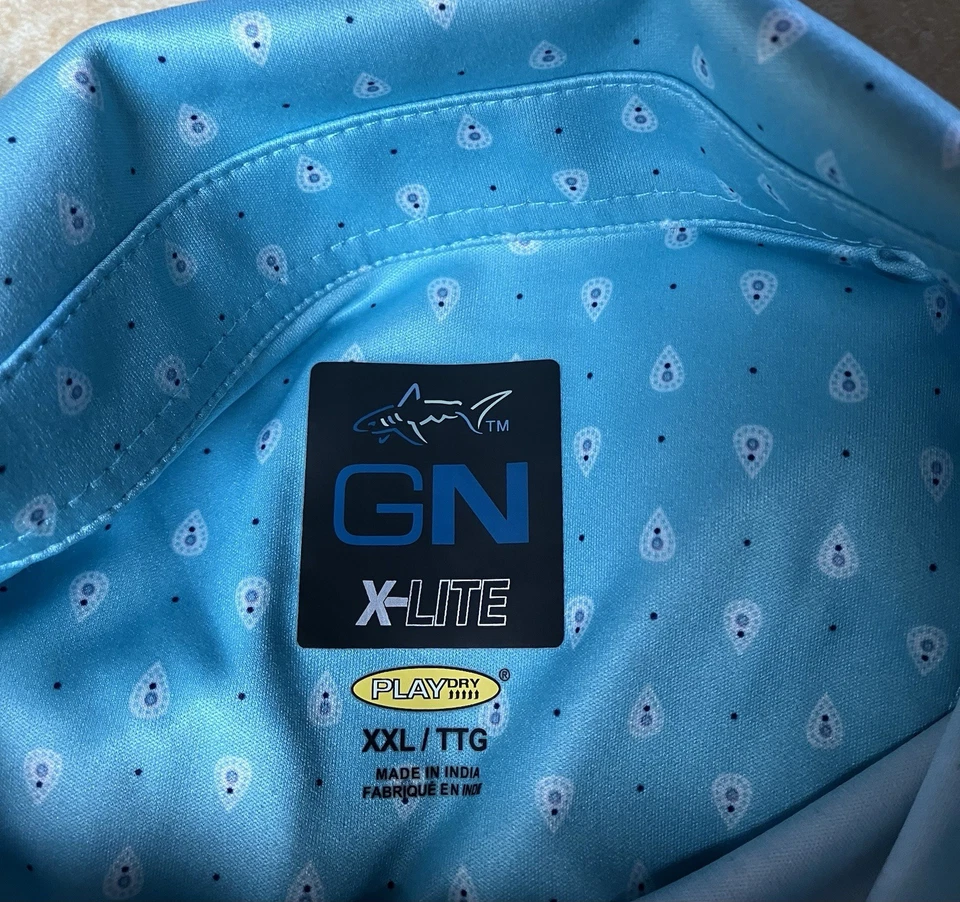 TM
GN
X-LITE
PLAYDRY®
XXL / TTG
MADE IN INDIA
FABRIQUÉ EN INDE